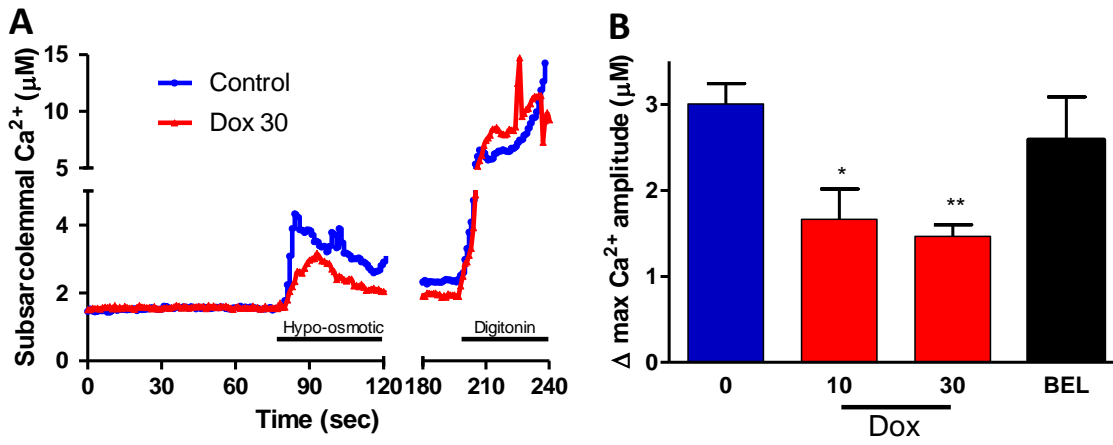 A
Subsarcolemmal Ca²⁺ (μM)
15
10
5
4
2
0
Control
Dox 30
Hypo-osmotic
Digitonin
0 30 60 90 120 180 210 240
Time (sec)
B
Δ max Ca²⁺ amplitude (μM)
3
2
1
0
*
**
0 10 30 BEL
Dox